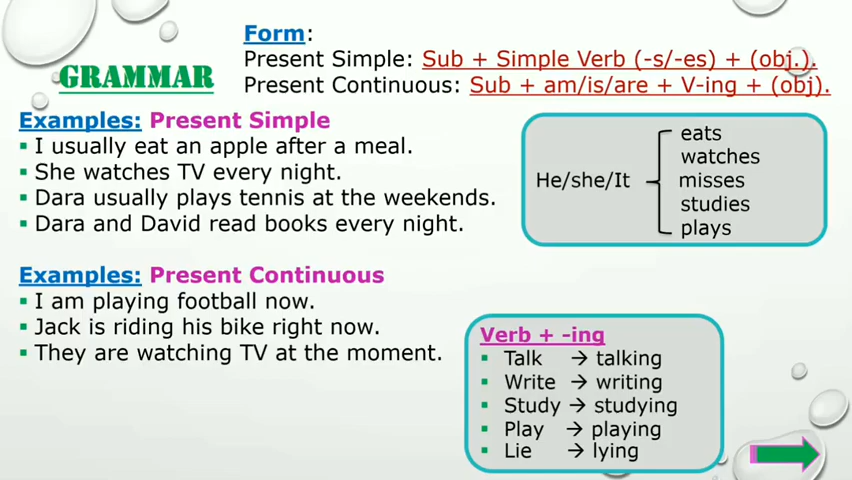 GRAMMAR
Form:
Present Simple: Sub + Simple Verb (-s/-es) + (obj.).
Present Continuous: Sub + am/is/are + V-ing + (obj).
Examples: Present Simple
▪ I usually eat an apple after a meal.
▪ She watches TV every night.
▪ Dara usually plays tennis at the weekends.
▪ Dara and David read books every night.
He/she/It
eats
watches
misses
studies
plays
Examples: Present Continuous
▪ I am playing football now.
▪ Jack is riding his bike right now.
▪ They are watching TV at the moment.
Verb + -ing
▪ Talk → talking
▪ Write → writing
▪ Study → studying
▪ Play → playing
▪ Lie → lying